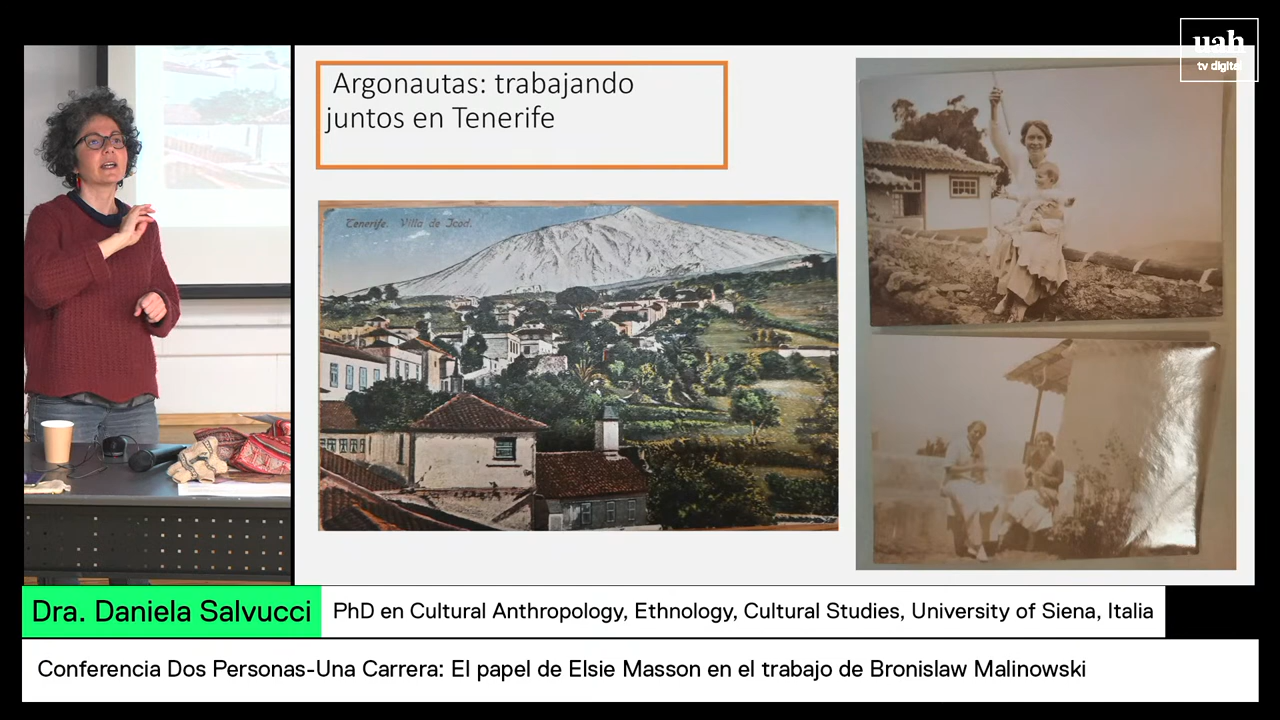 uah
tv digital
Argonautas: trabajando
juntos en Tenerife
Tenerife. Villa de Icod.
Dra. Daniela Salvucci
PhD en Cultural Anthropology, Ethnology, Cultural Studies, University of Siena, Italia
Conferencia Dos Personas-Una Carrera: El papel de Elsie Masson en el trabajo de Bronislaw Malinowski